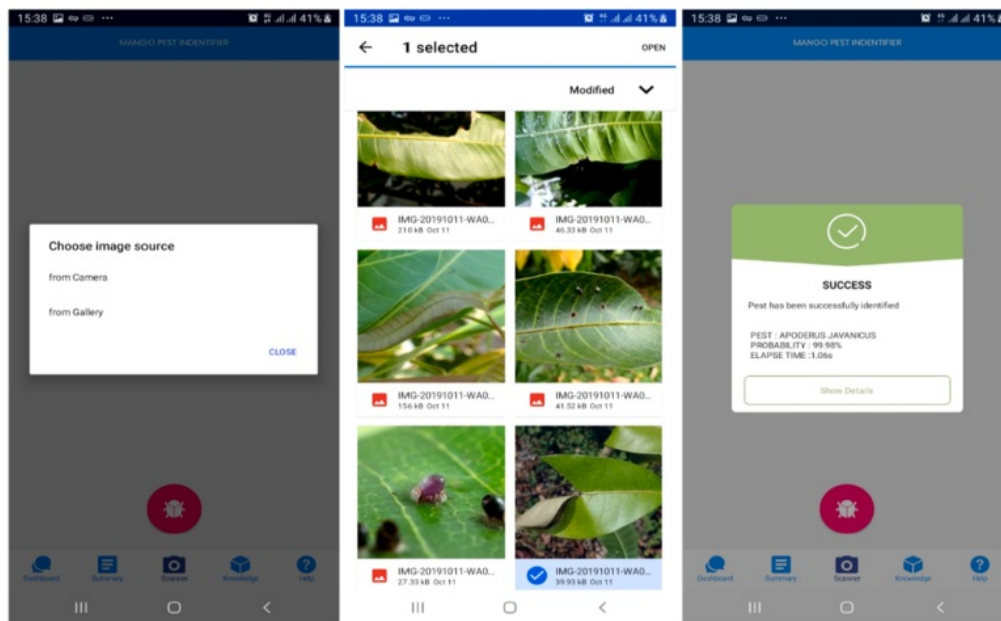 15:38 41%
MANGO PEST INDENTIFIER
Choose image source
from Camera
from Gallery
CLOSE
Dashboard Summary Scanner Knowledge Help
15:38 41%
1 selected OPEN
Modified
IMG-20191011-WA0... IMG-20191011-WA0...
210 kB Oct 11 46.33 kB Oct 11
IMG-20191011-WA0... IMG-20191011-WA0...
156 kB Oct 11 41.52 kB Oct 11
IMG-20191011-WA0... IMG-20191011-WA0...
27.33 kB Oct 11 39.93 kB Oct 11
15:38 41%
MANGO PEST INDENTIFIER
SUCCESS
Pest has been successfully identified
PEST : APODERUS JAVANICUS
PROBABILITY : 99.98%
ELAPSE TIME :1.06s
Show Details
Dashboard Summary Scanner Knowledge Help